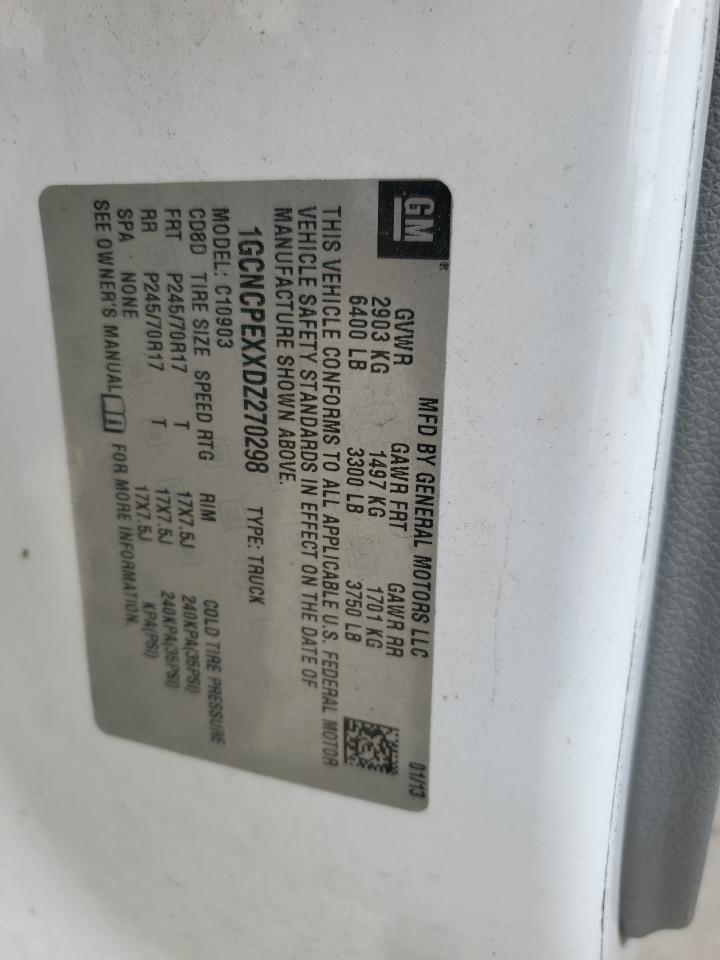 GM®
MFD BY GENERAL MOTORS LLC 01/13
GVWR GAWR FRT GAWR RR
2903 KG 1497 KG 1701 KG
6400 LB 3300 LB 3750 LB
THIS VEHICLE CONFORMS TO ALL APPLICABLE U.S. FEDERAL MOTOR
VEHICLE SAFETY STANDARDS IN EFFECT ON THE DATE OF
MANUFACTURE SHOWN ABOVE.
1GCNCPEXXDZ270298 TYPE: TRUCK
MODEL: C10903
CD8D TIRE SIZE SPEED RTG RIM COLD TIRE PRESSURE
FRT P245/70R17 T 17X7.5J 240KPA(35PSI)
RR P245/70R17 T 17X7.5J 240KPA(35PSI)
SPA NONE 17X7.5J KPA(PSI)
SEE OWNER'S MANUAL FOR MORE INFORMATION.